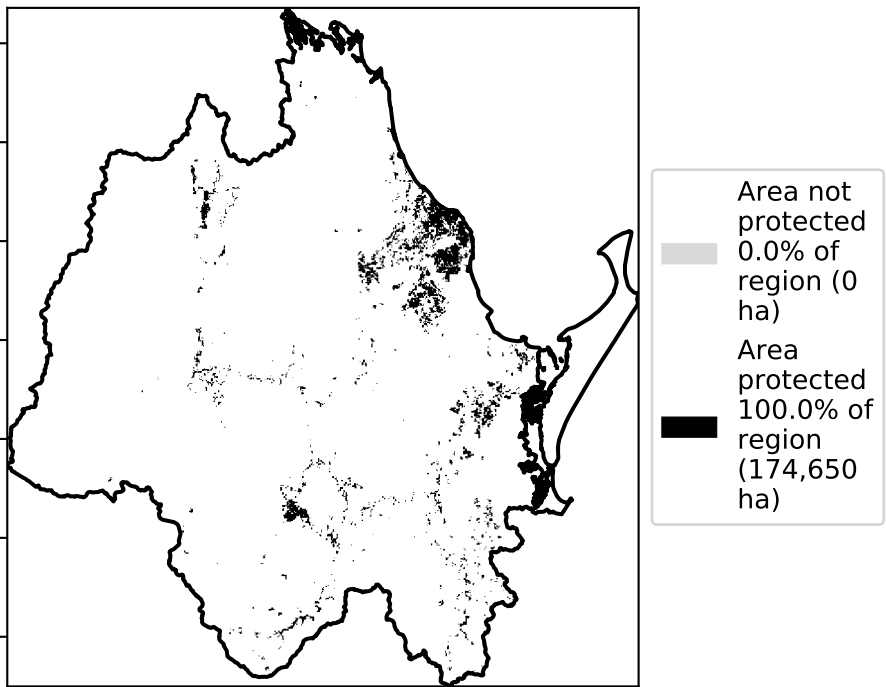 Area not
protected
0.0% of
region (0
ha)
Area
protected
100.0% of
region
(174,650
ha)